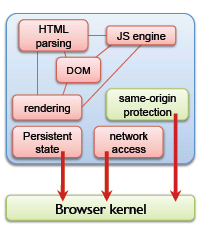 HTML
parsing
JS engine
DOM
rendering
same-origin
protection
Persistent
state
network
access
Browser kernel